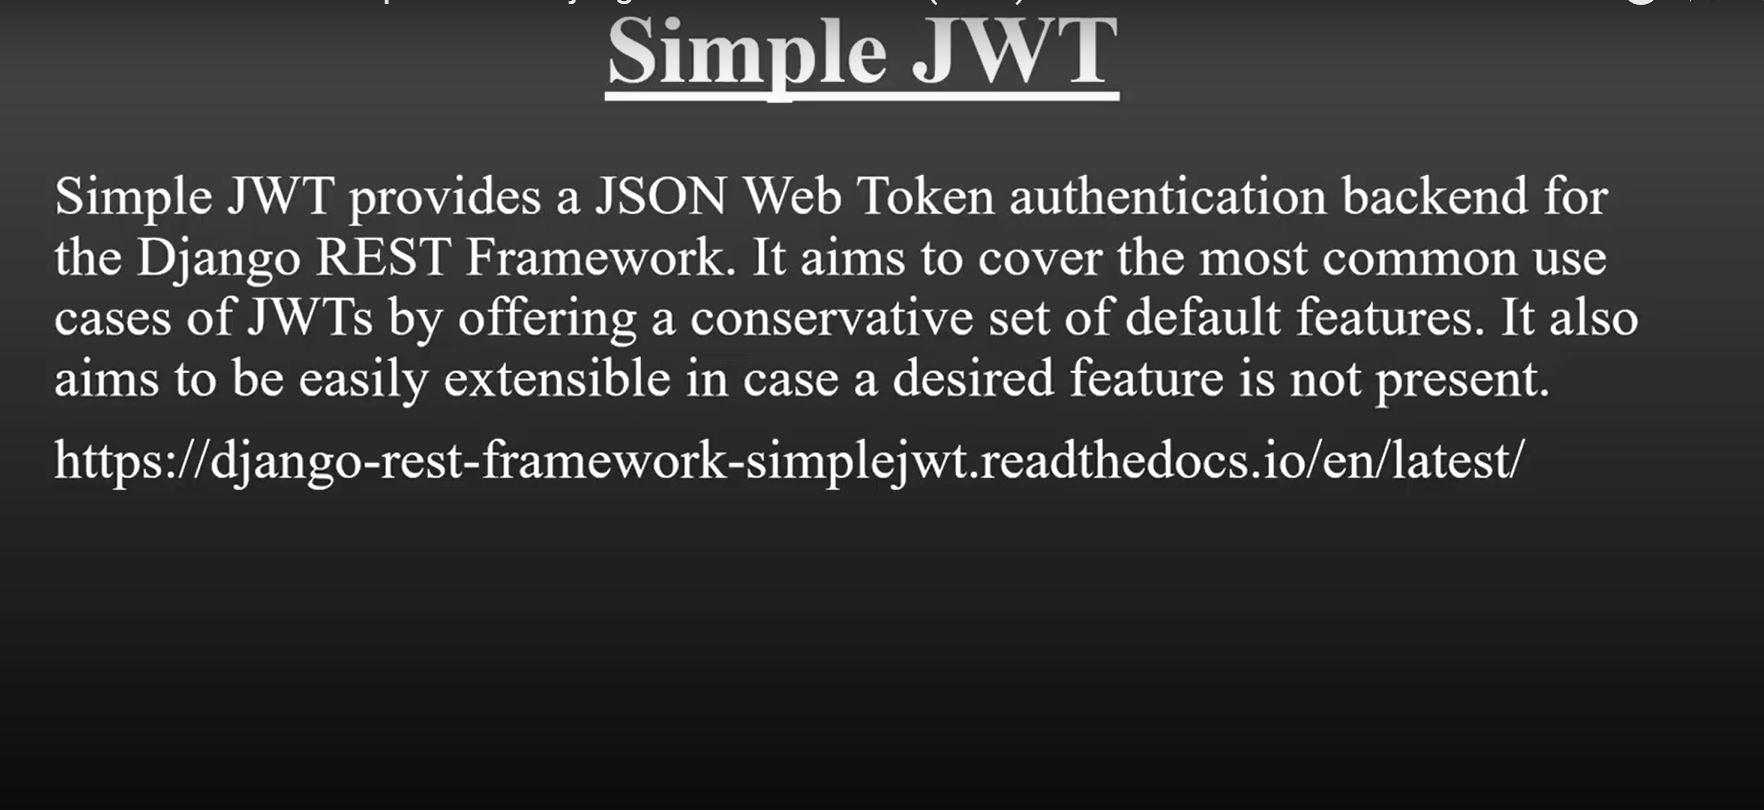 Simple JWT
Simple JWT provides a JSON Web Token authentication backend for
the Django REST Framework. It aims to cover the most common use
cases of JWTs by offering a conservative set of default features. It also
aims to be easily extensible in case a desired feature is not present.
https://django-rest-framework-simplejwt.readthedocs.io/en/latest/